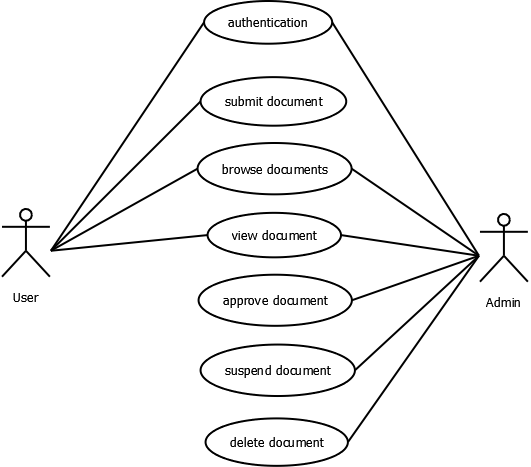 authentication
submit document
browse documents
view document
approve document
suspend document
delete document
User
Admin